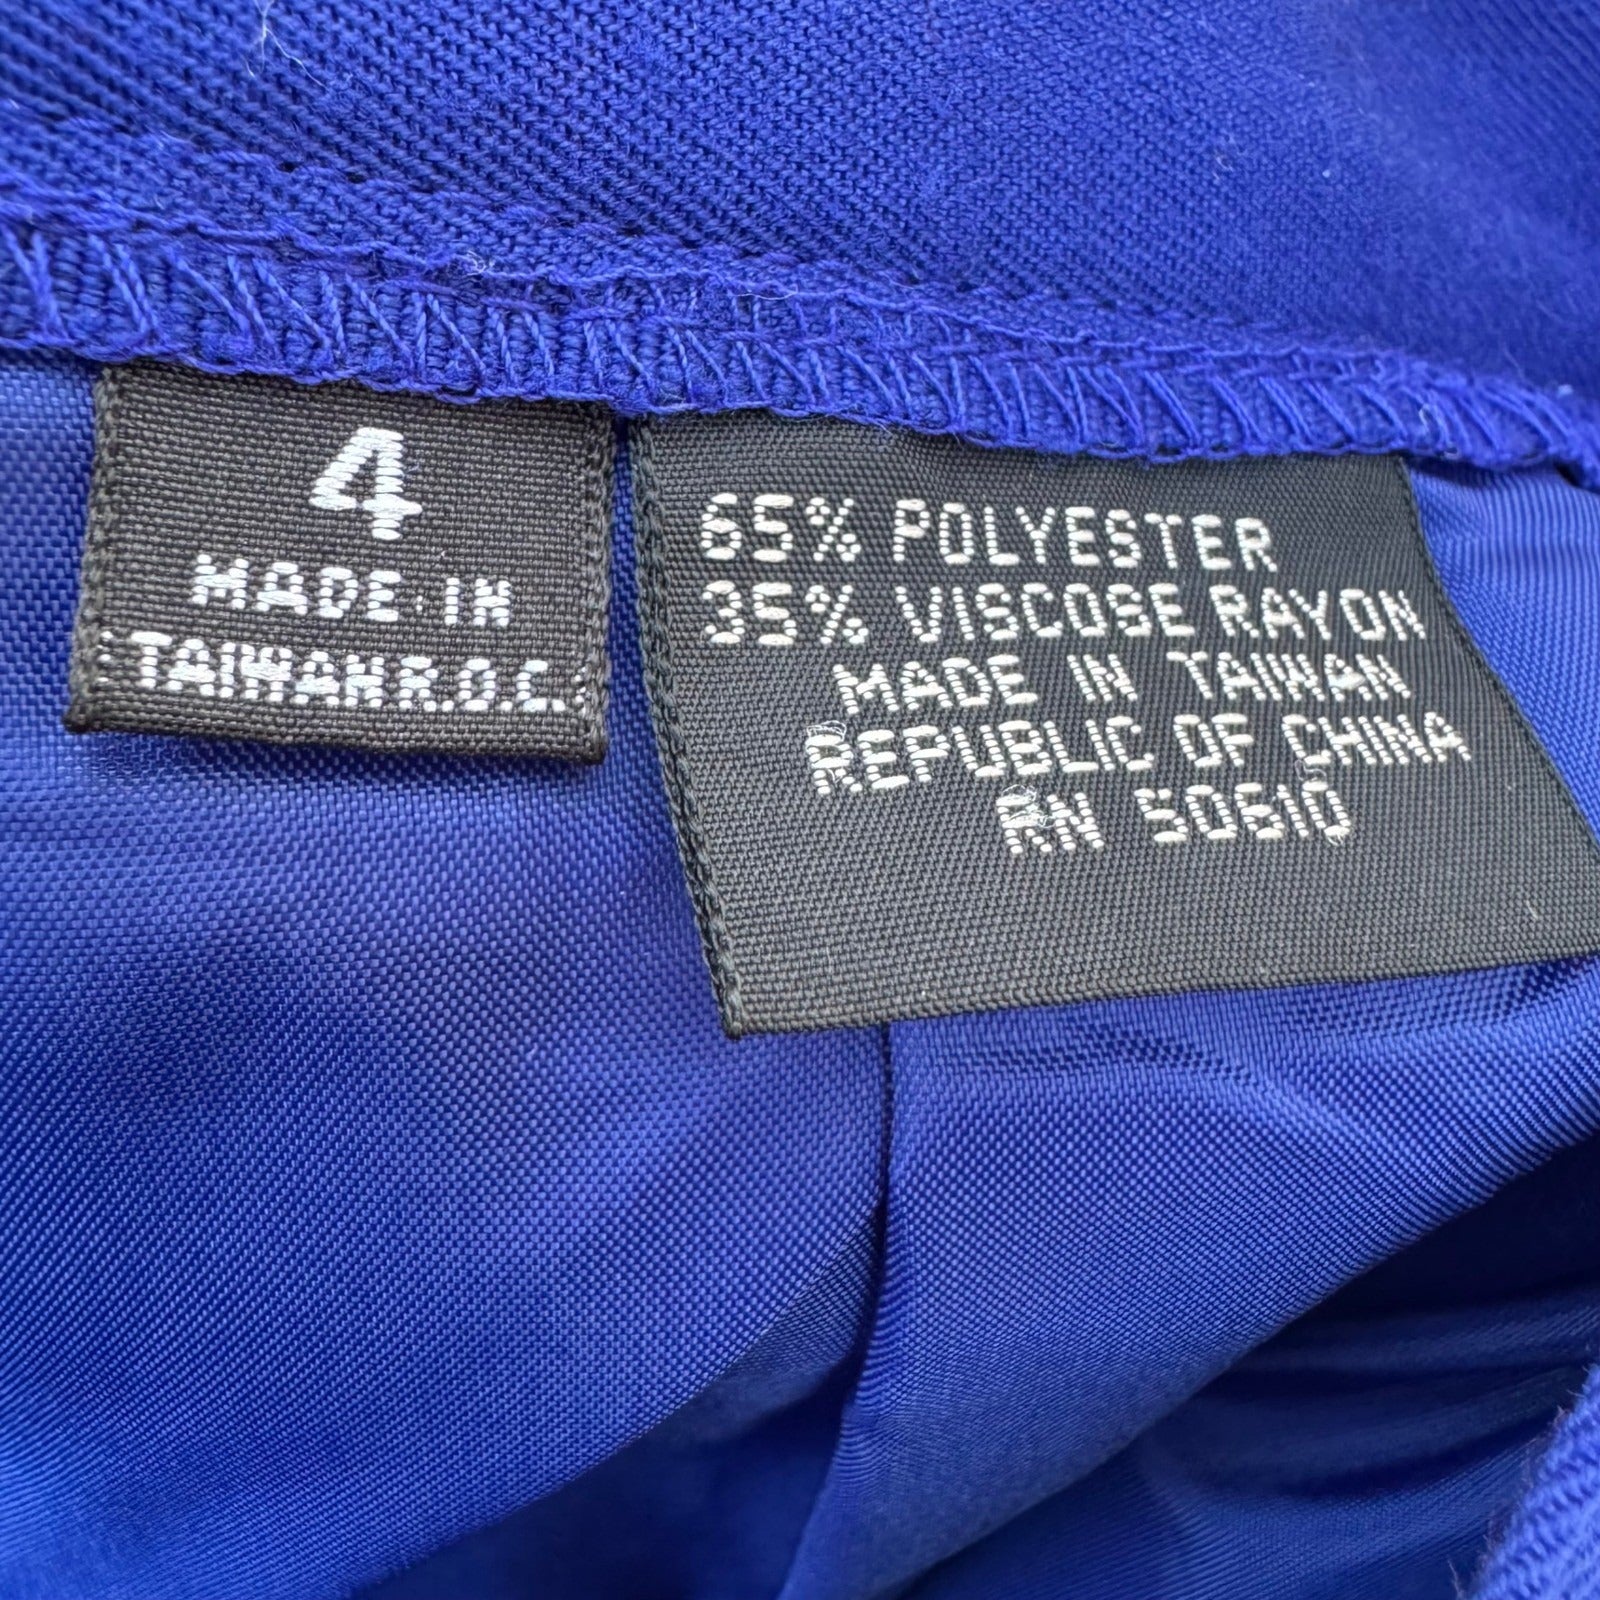 4
MADE IN
TAIWAN R.O.C.
65% POLYESTER
35% VISCOSE RAYON
MADE IN TAIWAN
REPUBLIC OF CHINA
RN 50610